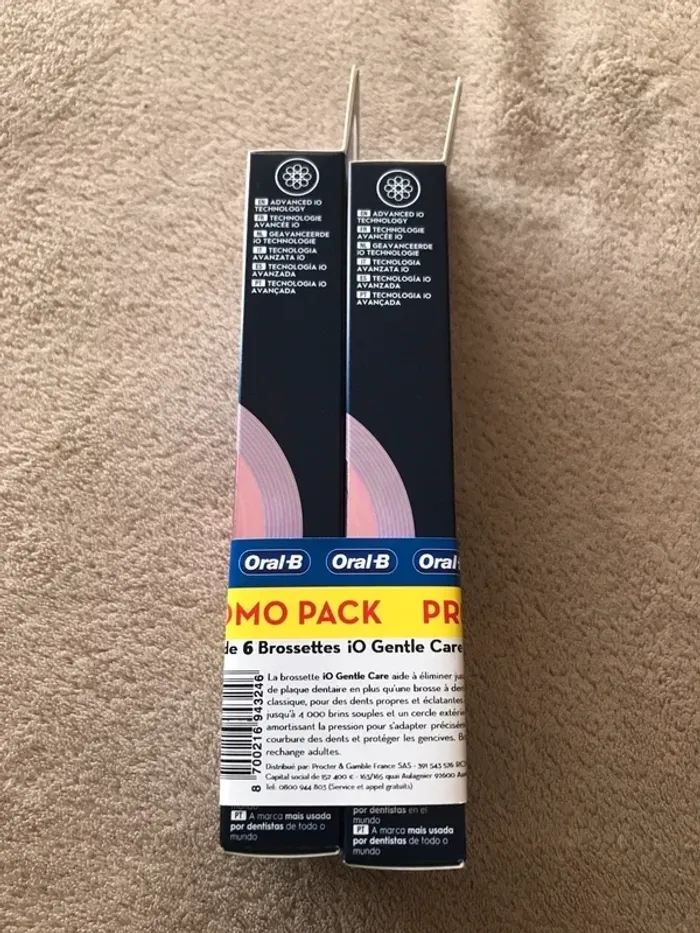 EN ADVANCED iO
TECHNOLOGY
FR TECHNOLOGIE
AVANCÉE iO
NL GEAVANCEERDE
iO TECHNOLOGIE
IT TECNOLOGIA
AVANZATA iO
ES TECNOLOGÍA iO
AVANZADA
PT TECNOLOGIA iO
AVANÇADA
EN ADVANCED iO
TECHNOLOGY
FR TECHNOLOGIE
AVANCÉE iO
NL GEAVANCEERDE
iO TECHNOLOGIE
IT TECNOLOGIA
AVANZATA iO
ES TECNOLOGÍA iO
AVANZADA
PT TECNOLOGIA iO
AVANÇADA
Oral-B Oral-B Oral-
OMO PACK PR
de 6 Brossettes iO Gentle Care
La brossette iO Gentle Care aide à éliminer
de plaque dentaire en plus qu'une brosse à
classique, pour des dents propres et éclatantes,
jusqu'à 4 000 brins souples et un cercle
amortissant la pression pour s'adapter
courbure des dents et protéger les gencives.
rechange adultes.
Distribué par: Procter & Gamble France SAS - 391 543 576
Capital social de 152 400 € - 163/165 quai Aulagnier 92600
Tel: 0800 944 803 (Service et appel gratuits)
8 700216 943246
mundo
PT A marca mais usada
por dentistas de todo o
mundo
por dentistas en el
mundo
PT A marca mais usada
por dentistas de todo o
mundo